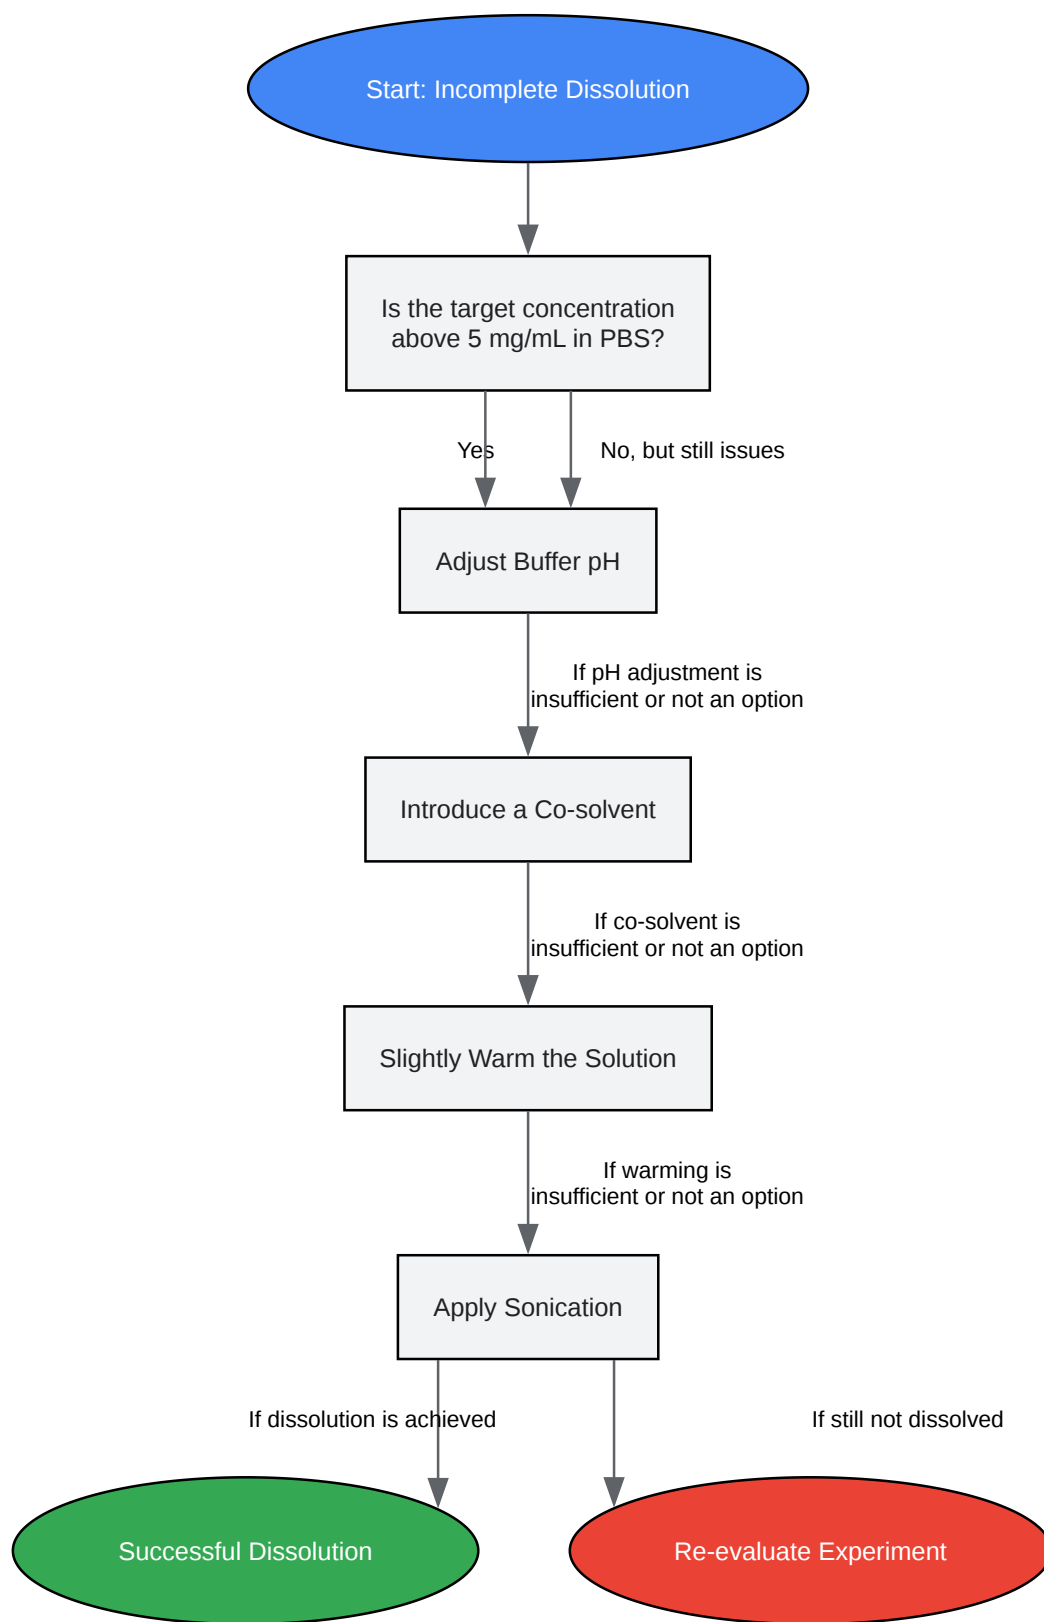 Start: Incomplete Dissolution
Is the target concentration
above 5 mg/mL in PBS?
Yes
No, but still issues
Adjust Buffer pH
If pH adjustment is
insufficient or not an option
Introduce a Co-solvent
If co-solvent is
insufficient or not an option
Slightly Warm the Solution
If warming is
insufficient or not an option
Apply Sonication
If dissolution is achieved
If still not dissolved
Successful Dissolution
Re-evaluate Experiment